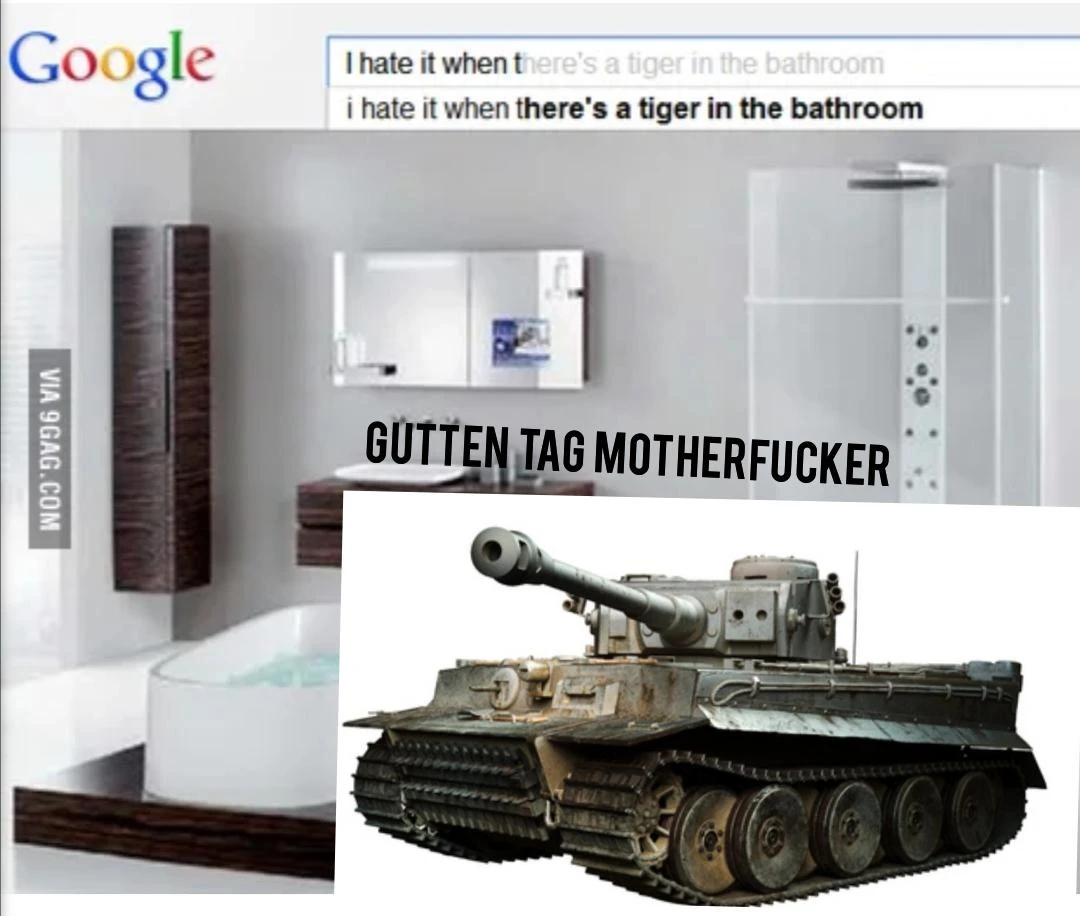 Google
I hate it when there's a tiger in the bathroom
i hate it when there's a tiger in the bathroom
GUTTEN TAG MOTHERFUCKER
VIA 9GAG.COM